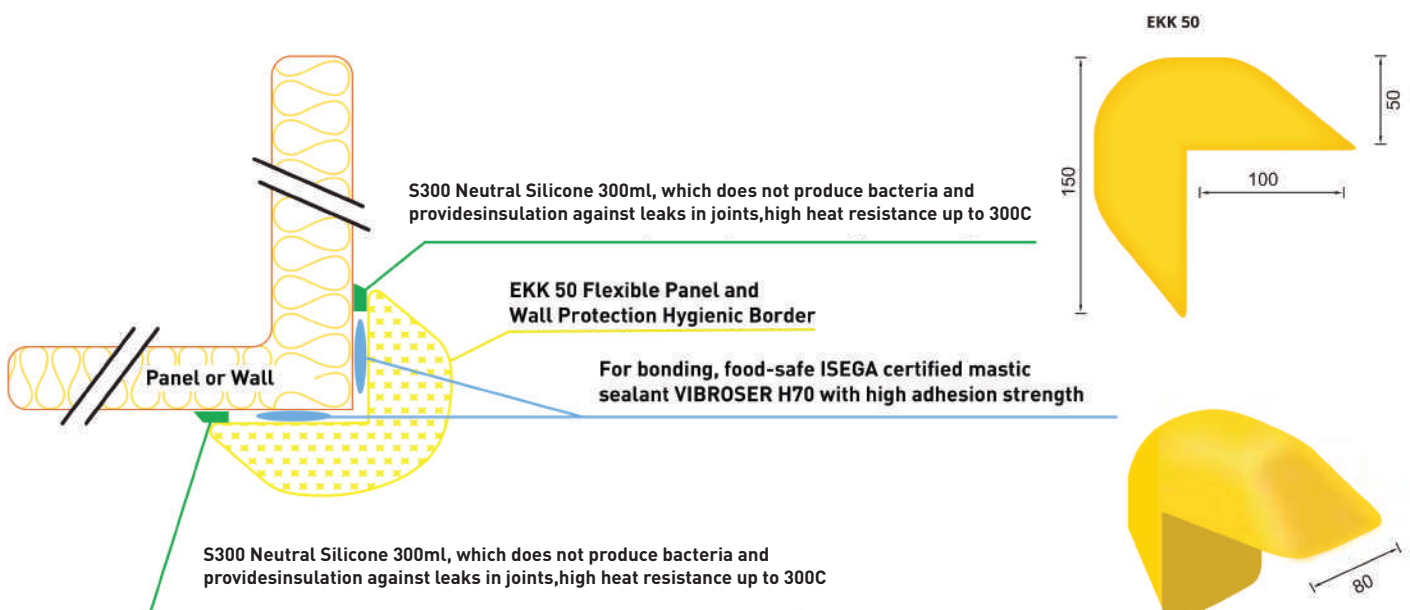 EKK 50
50
150
100
S300 Neutral Silicone 300ml, which does not produce bacteria and
providesinsulation against leaks in joints,high heat resistance up to 300C
EKK 50 Flexible Panel and
Wall Protection Hygienic Border
For bonding, food-safe ISEGA certified mastic
sealant VIBROSER H70 with high adhesion strength
Panel or Wall
S300 Neutral Silicone 300ml, which does not produce bacteria and
providesinsulation against leaks in joints,high heat resistance up to 300C
80